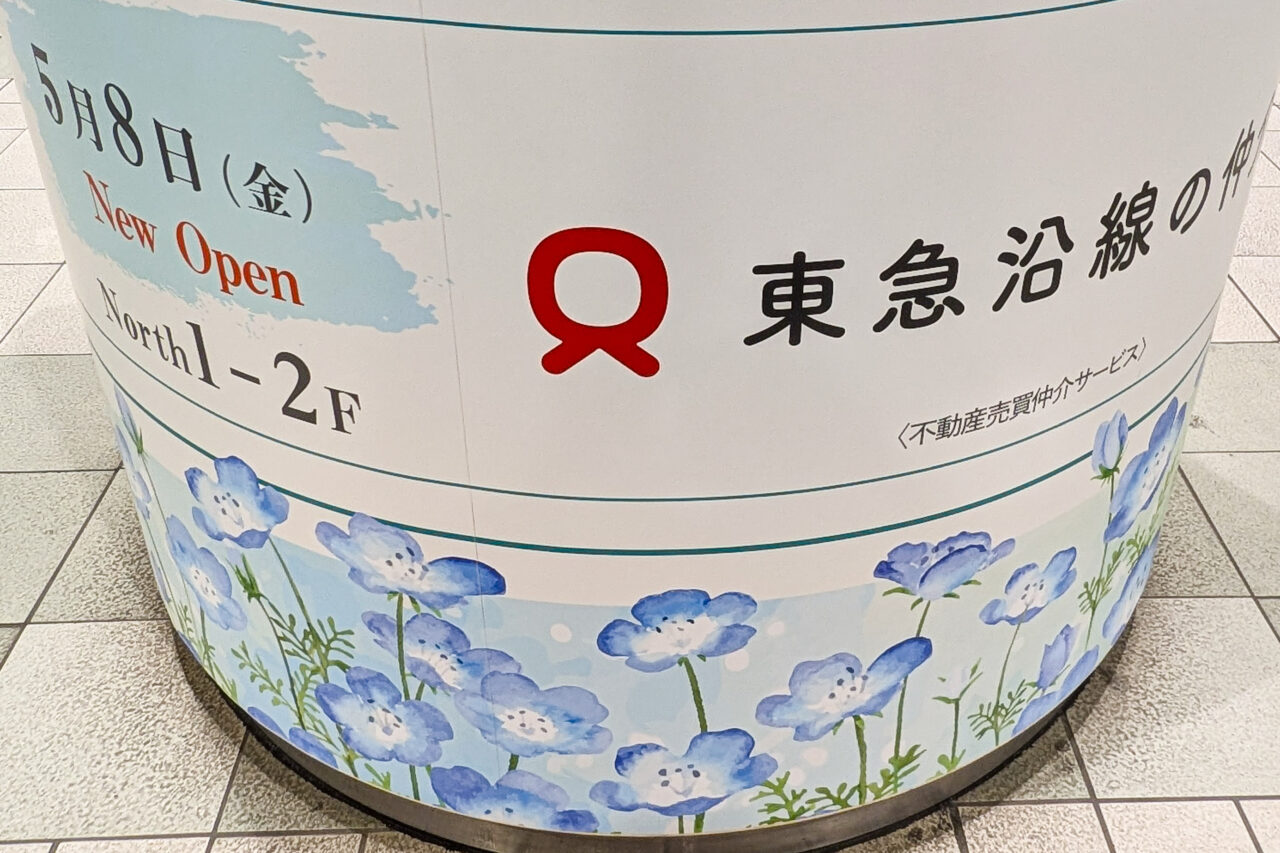 5月8日(金)
New Open
North1-2F
東急沿線の仲
〈不動産売買仲介サービス〉